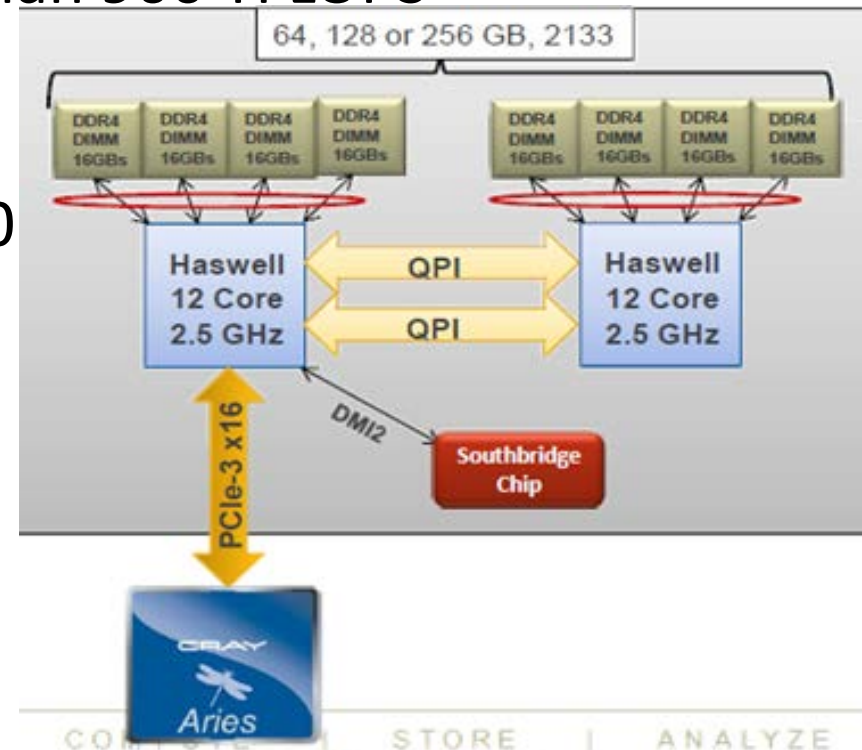 64, 128 or 256 GB, 2133
DDR4 DIMM 16GBs
DDR4 DIMM 16GBs
DDR4 DIMM 16GBs
DDR4 DIMM 16GBs
DDR4 DIMM 16GBs
DDR4 DIMM 16GBs
DDR4 DIMM 16GBs
DDR4 DIMM 16GBs
Haswell
12 Core
2.5 GHz
QPI
QPI
Haswell
12 Core
2.5 GHz
DMI2
PCIe-3 x16
Southbridge
Chip
CRAY
Aries
STORE | ANALYZE